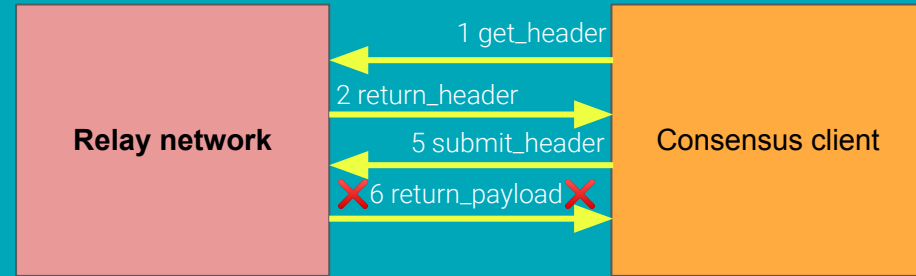 1 get_header
2 return_header
Relay network
5 submit_header
Consensus client
❌6 return_payload❌